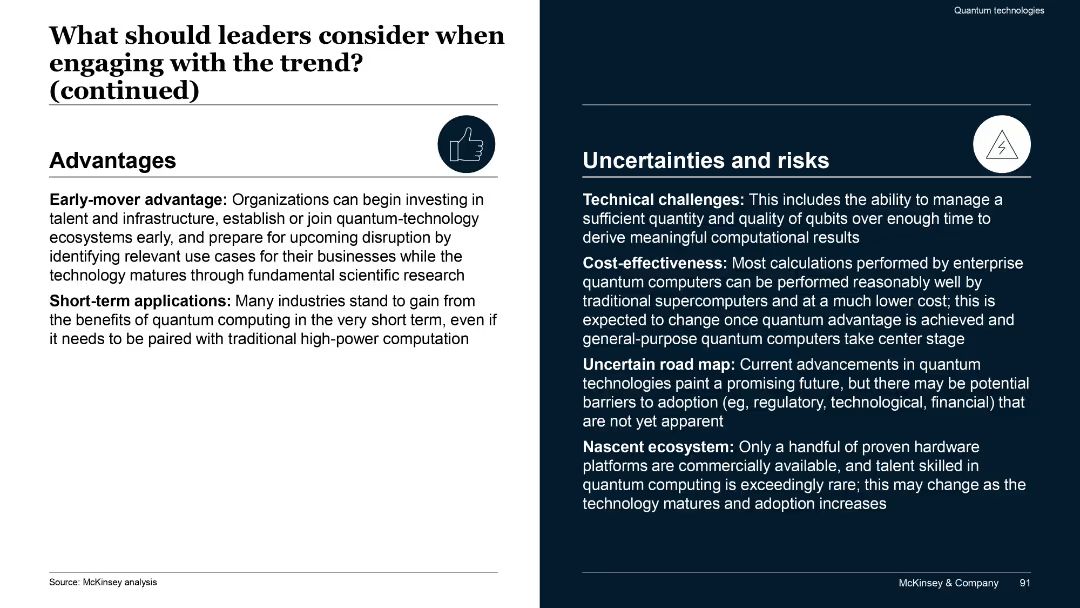 Quantum technologies
What should leaders consider when
engaging with the trend?
(continued)
Advantages
Early-mover advantage: Organizations can begin investing in
talent and infrastructure, establish or join quantum-technology
ecosystems early, and prepare for upcoming disruption by
identifying relevant use cases for their businesses while the
technology matures through fundamental scientific research
Short-term applications: Many industries stand to gain from
the benefits of quantum computing in the very short term, even if
it needs to be paired with traditional high-power computation
Source: McKinsey analysis
Uncertainties and risks
Technical challenges: This includes the ability to manage a
sufficient quantity and quality of qubits over enough time to
derive meaningful computational results
Cost-effectiveness: Most calculations performed by enterprise
quantum computers can be performed reasonably well by
traditional supercomputers and at a much lower cost; this is
expected to change once quantum advantage is achieved and
general-purpose quantum computers take center stage
Uncertain road map: Current advancements in quantum
technologies paint a promising future, but there may be potential
barriers to adoption (eg, regulatory, technological, financial) that
are not yet apparent
Nascent ecosystem: Only a handful of proven hardware
platforms are commercially available, and talent skilled in
quantum computing is exceedingly rare; this may change as the
technology matures and adoption increases
McKinsey & Company 91